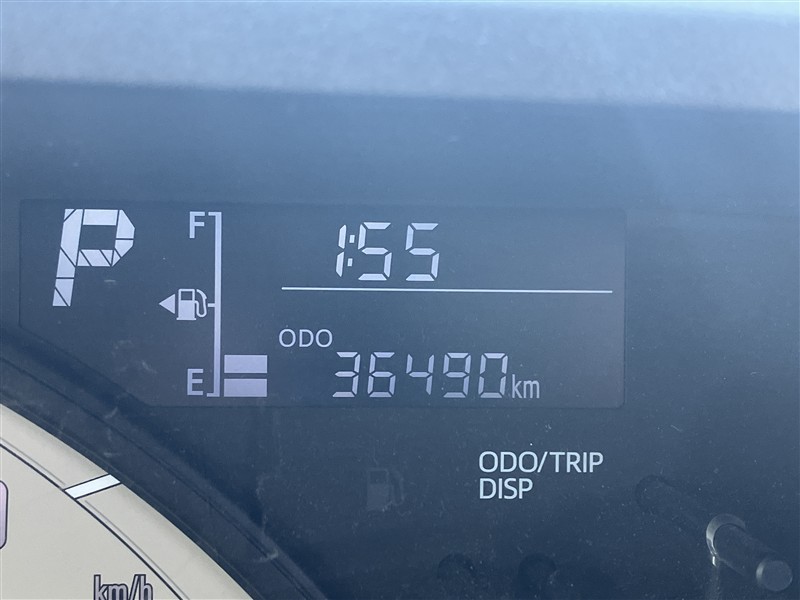 P
F
1:55
ODO
E
36490km
ODO/TRIP
DISP
km/h